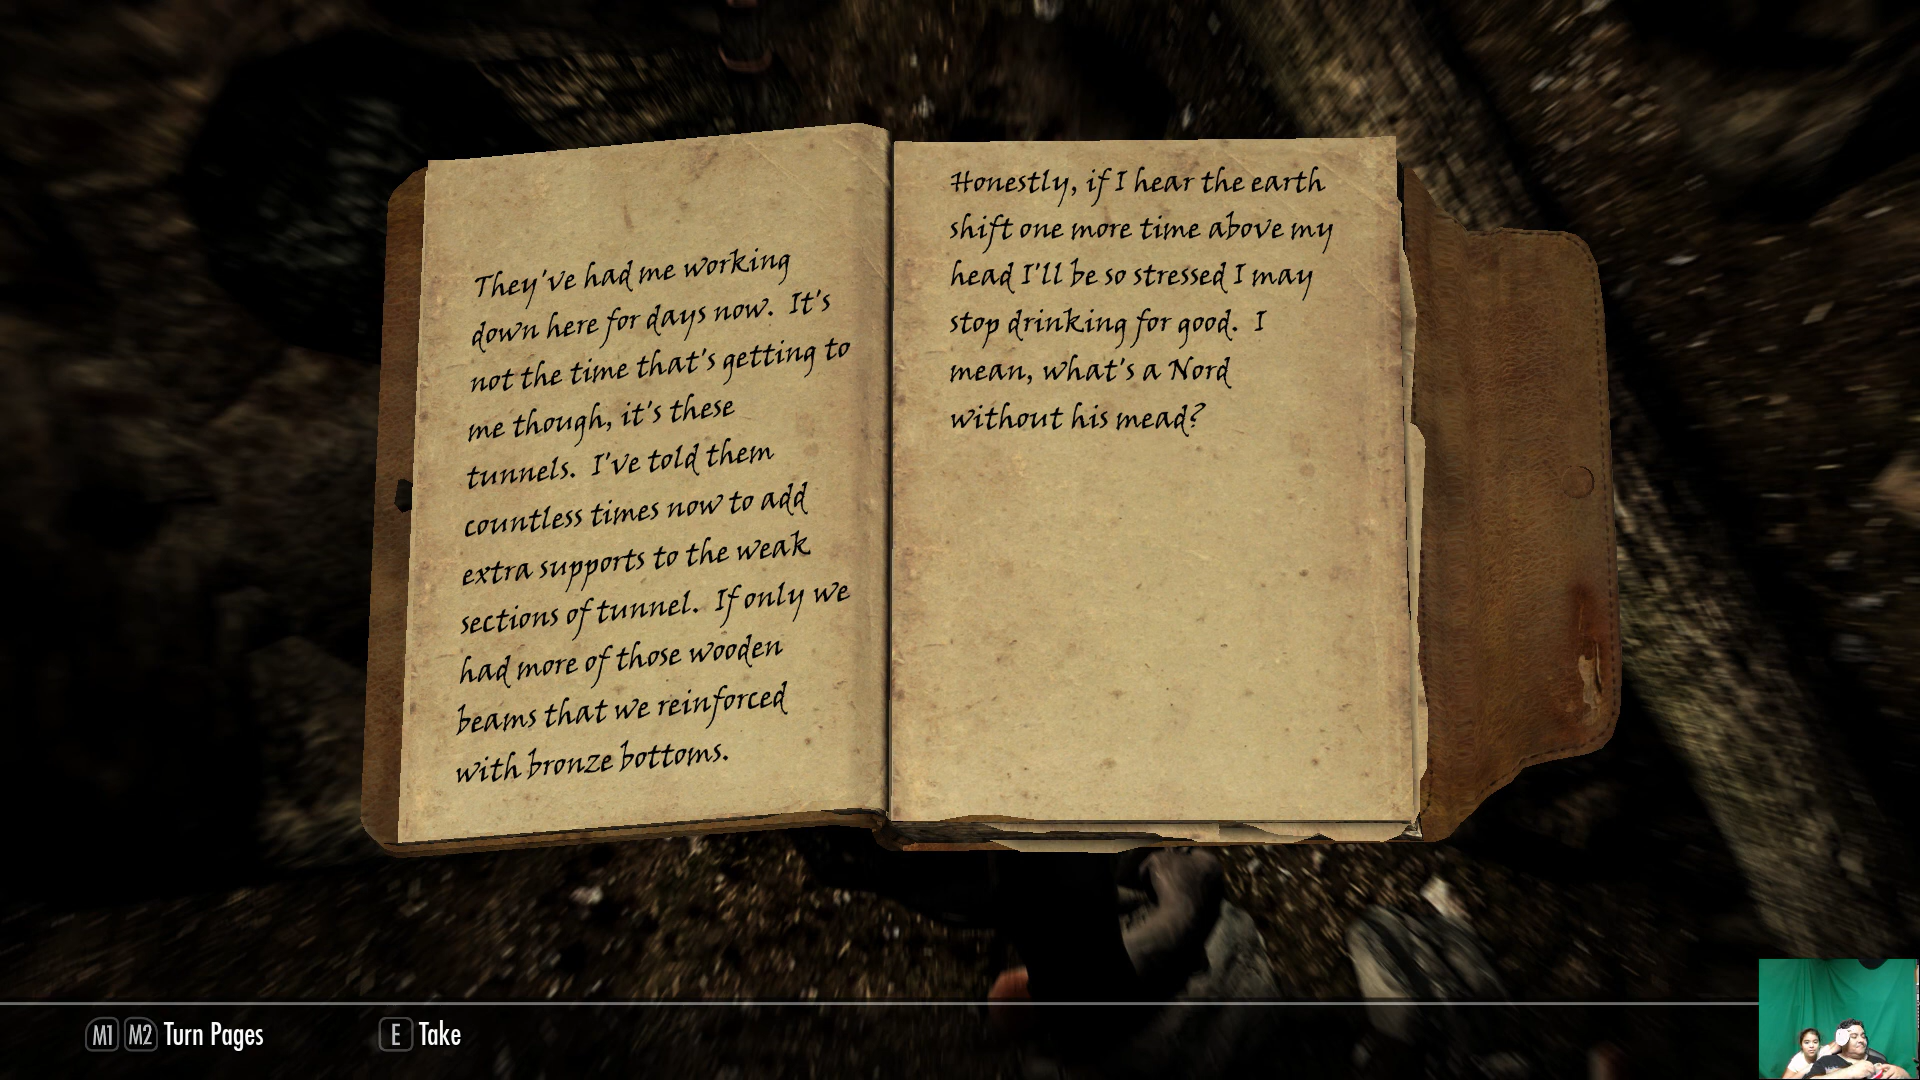 They've had me working
down here for days now.  It's
not the time that's getting to
me though, it's these
tunnels.  I've told them
countless times now to add
extra supports to the weak
sections of tunnel.  If only we
had more of those wooden
beams that we reinforced
with bronze bottoms.
Honestly, if I hear the earth
shift one more time above my
head I'll be so stressed I may
stop drinking for good.  I
mean, what's a Nord
without his mead?
M1 M2 Turn Pages
E Take